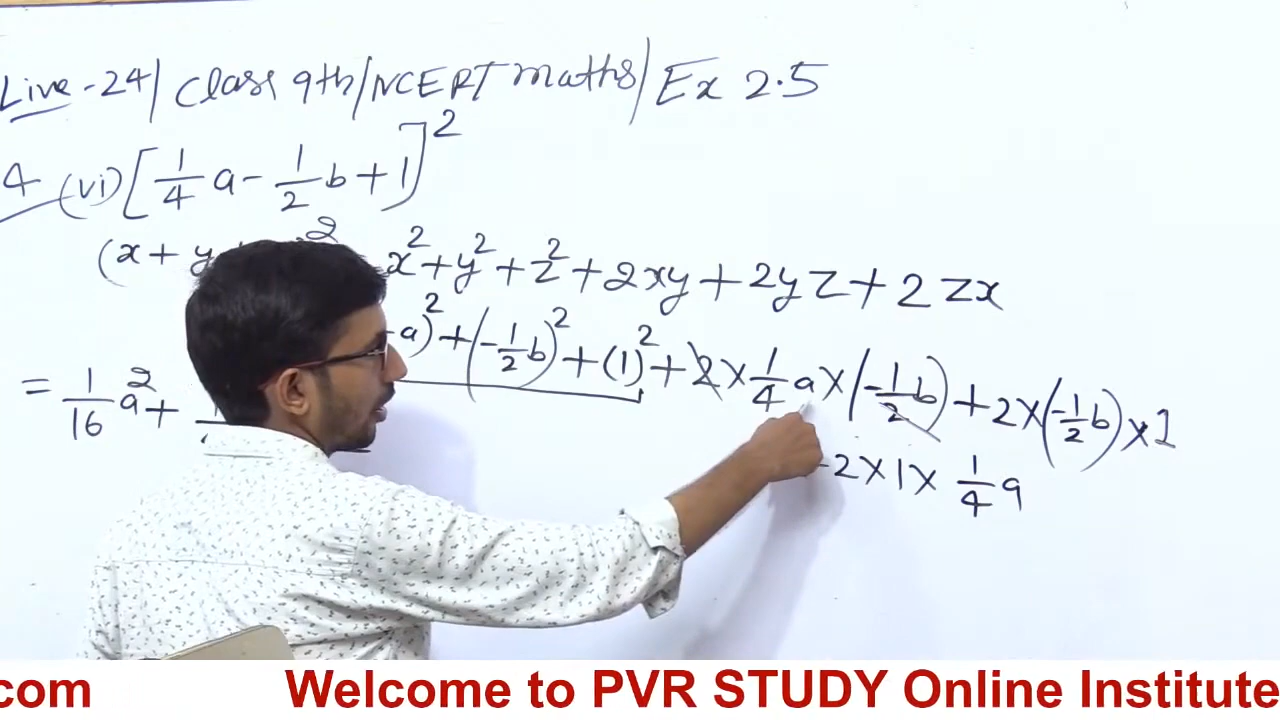 Live-24/ Class 9th/NCERT maths/ Ex 2.5
4 (vi) [1/4 a - 1/2 b + 1]²
(x + y ² x² + y² + z² + 2xy + 2yz + 2zx
a)² + (-1/2 b)² + (1)² + 2 × 1/4 a × (-1/2 b) + 2 × (-1/2 b) × 1
2 × 1 × 1/4 a
= 1/16 a² +
com Welcome to PVR STUDY Online Institute